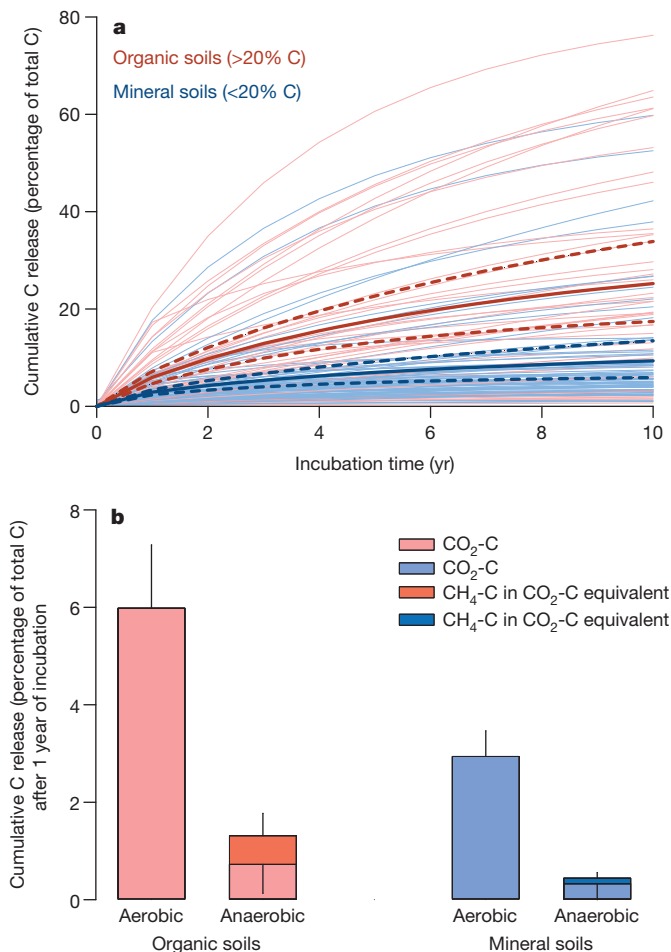 a
Organic soils (>20% C)
Mineral soils (<20% C)
Cumulative C release (percentage of total C)
80
60
40
20
0
0 2 4 6 8 10
Incubation time (yr)
b
Cumulative C release (percentage of total C)
after 1 year of incubation
8
6
4
2
0
CO₂-C
CO₂-C
CH₄-C in CO₂-C equivalent
CH₄-C in CO₂-C equivalent
Aerobic Anaerobic Aerobic Anaerobic
Organic soils Mineral soils